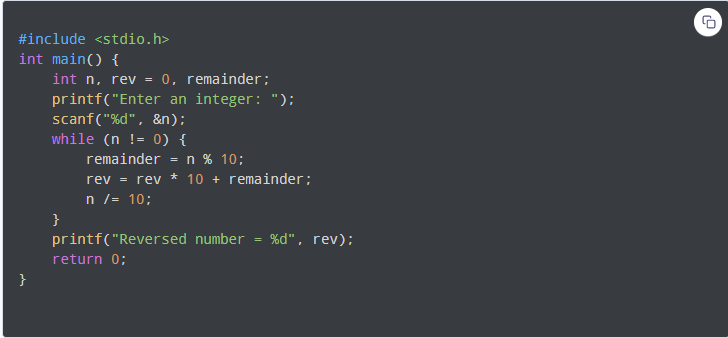 #include <stdio.h>
int main() {
    int n, rev = 0, remainder;
    printf("Enter an integer: ");
    scanf("%d", &n);
    while (n != 0) {
        remainder = n % 10;
        rev = rev * 10 + remainder;
        n /= 10;
    }
    printf("Reversed number = %d", rev);
    return 0;
}